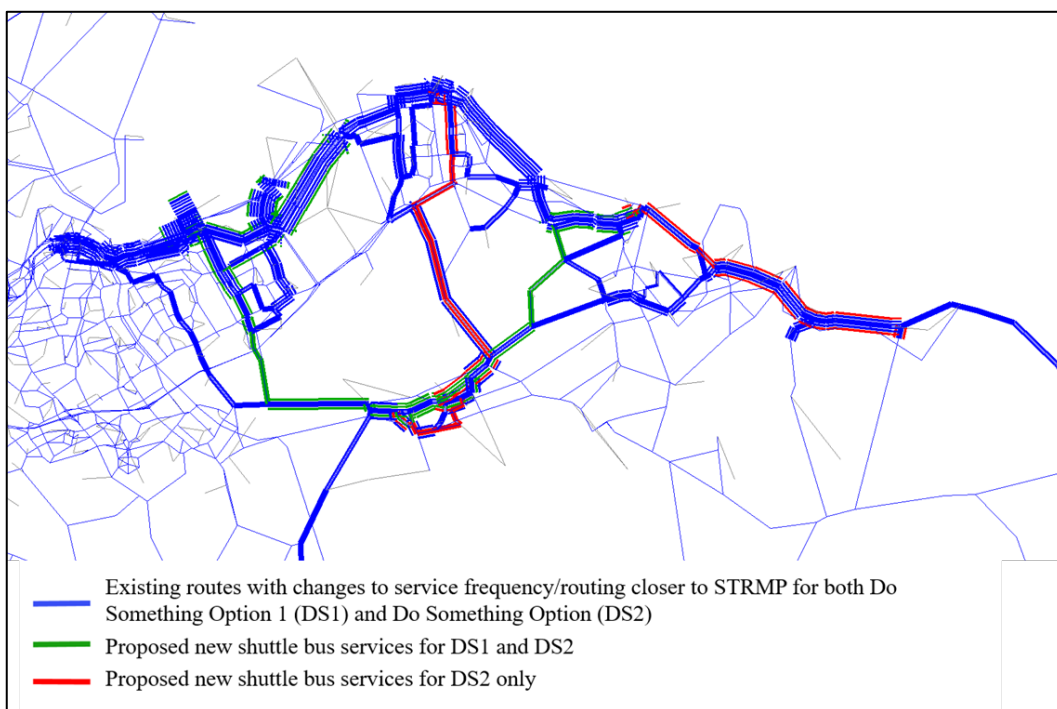 Existing routes with changes to service frequency/routing closer to STRMP for both Do
Something Option 1 (DS1) and Do Something Option (DS2)
Proposed new shuttle bus services for DS1 and DS2
Proposed new shuttle bus services for DS2 only